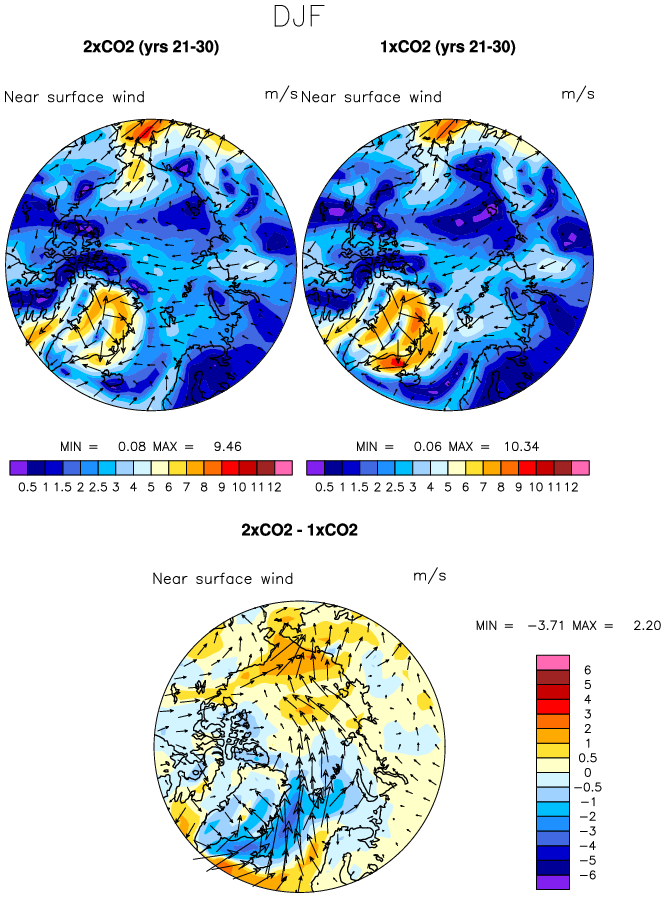 DJF
2xCO2 (yrs 21-30) 1xCO2 (yrs 21-30)
Near surface wind m/s Near surface wind m/s
MIN = 0.08 MAX = 9.46 MIN = 0.06 MAX = 10.34
0.5 1 1.5 2 2.5 3 4 5 6 7 8 9 10 11 12 0.5 1 1.5 2 2.5 3 4 5 6 7 8 9 10 11 12
2xCO2 - 1xCO2
Near surface wind m/s
MIN = -3.71 MAX = 2.20
6
5
4
3
2
1
0.5
0
-0.5
-1
-2
-3
-4
-5
-6